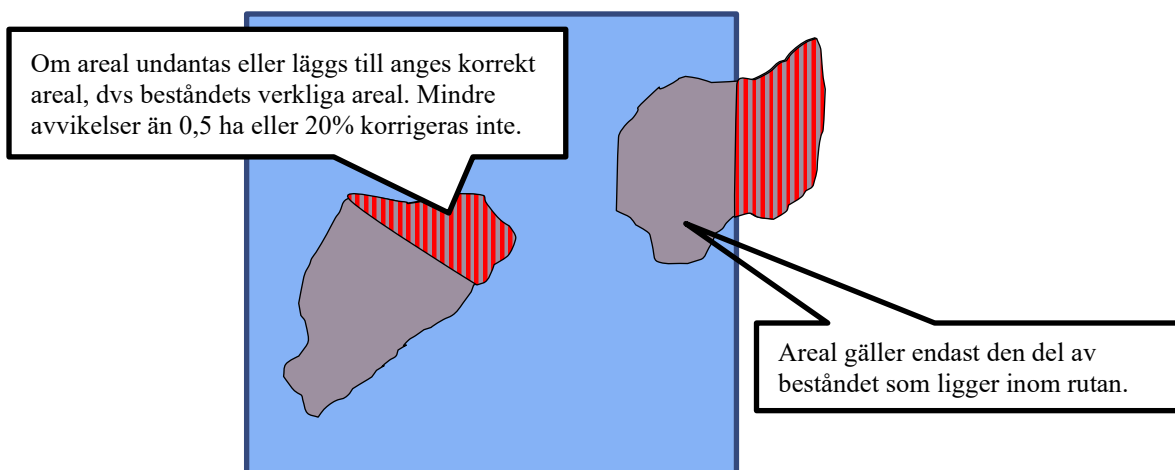 Om areal undantas eller läggs till anges korrekt
areal, dvs beståndets verkliga areal. Mindre
avvikelser än 0,5 ha eller 20% korrigeras inte.
Areal gäller endast den del av
beståndet som ligger inom rutan.